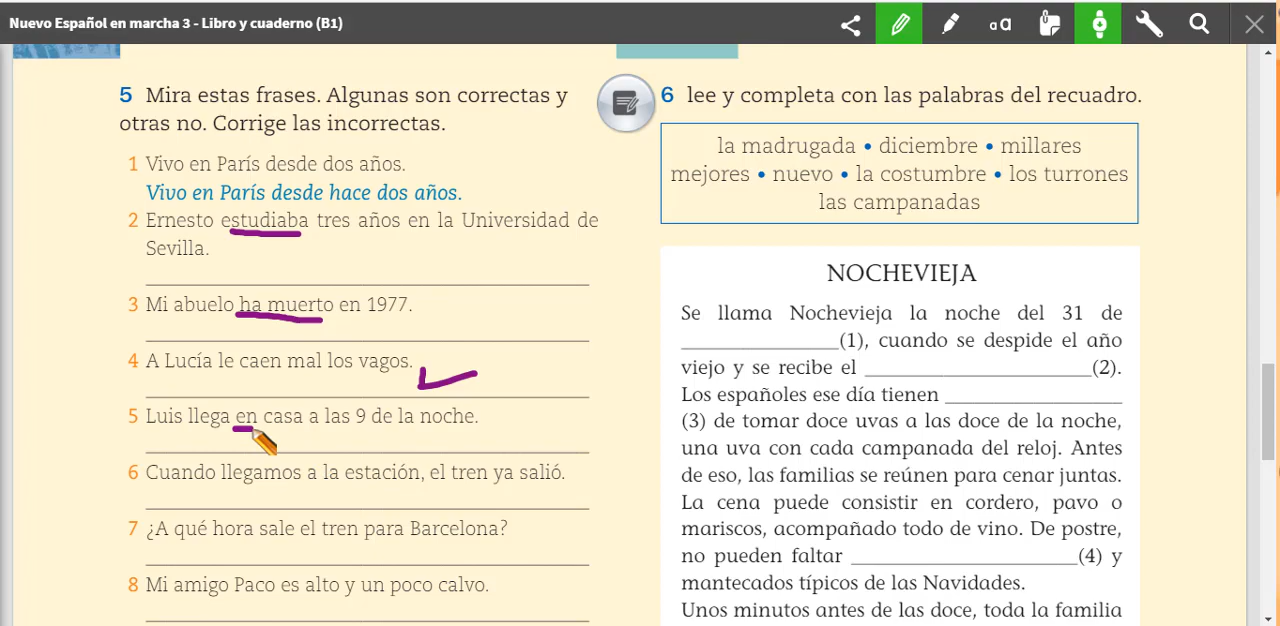 Nuevo Español en marcha 3 - Libro y cuaderno (B1)
aA
5 Mira estas frases. Algunas son correctas y
otras no. Corrige las incorrectas.
1 Vivo en París desde dos años.
Vivo en París desde hace dos años.
2 Ernesto estudiaba tres años en la Universidad de
Sevilla.
3 Mi abuelo ha muerto en 1977.
4 A Lucía le caen mal los vagos.
5 Luis llega en casa a las 9 de la noche.
6 Cuando llegamos a la estación, el tren ya salió.
7 ¿A qué hora sale el tren para Barcelona?
8 Mi amigo Paco es alto y un poco calvo.
6 lee y completa con las palabras del recuadro.
la madrugada • diciembre • millares
mejores • nuevo • la costumbre • los turrones
las campanadas
NOCHEVIEJA
Se llama Nochevieja la noche del 31 de
_______________(1), cuando se despide el año
viejo y se recibe el _______________(2).
Los españoles ese día tienen _______________
(3) de tomar doce uvas a las doce de la noche,
una uva con cada campanada del reloj. Antes
de eso, las familias se reúnen para cenar juntas.
La cena puede consistir en cordero, pavo o
mariscos, acompañado todo de vino. De postre,
no pueden faltar _______________(4) y
mantecados típicos de las Navidades.
Unos minutos antes de las doce, toda la familia